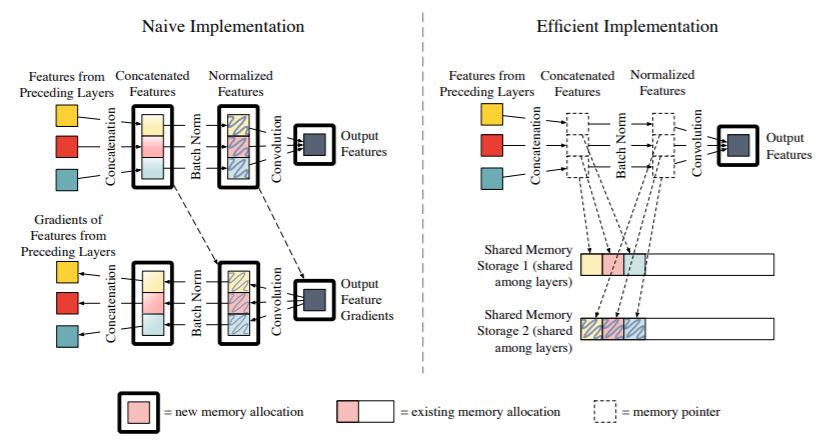 Naive Implementation
Features from
Preceding Layers
Concatenated
Features
Normalized
Features
Concatenation
Batch Norm
Convolution
Output
Features
Gradients of
Features from
Preceding Layers
Concatenation
Batch Norm
Convolution
Output
Feature
Gradients
Efficient Implementation
Features from
Preceding Layers
Concatenated
Features
Normalized
Features
Concatenation
Batch Norm
Convolution
Output
Features
Shared Memory
Storage 1 (shared
among layers)
Shared Memory
Storage 2 (shared
among layers)
= new memory allocation
= existing memory allocation
= memory pointer